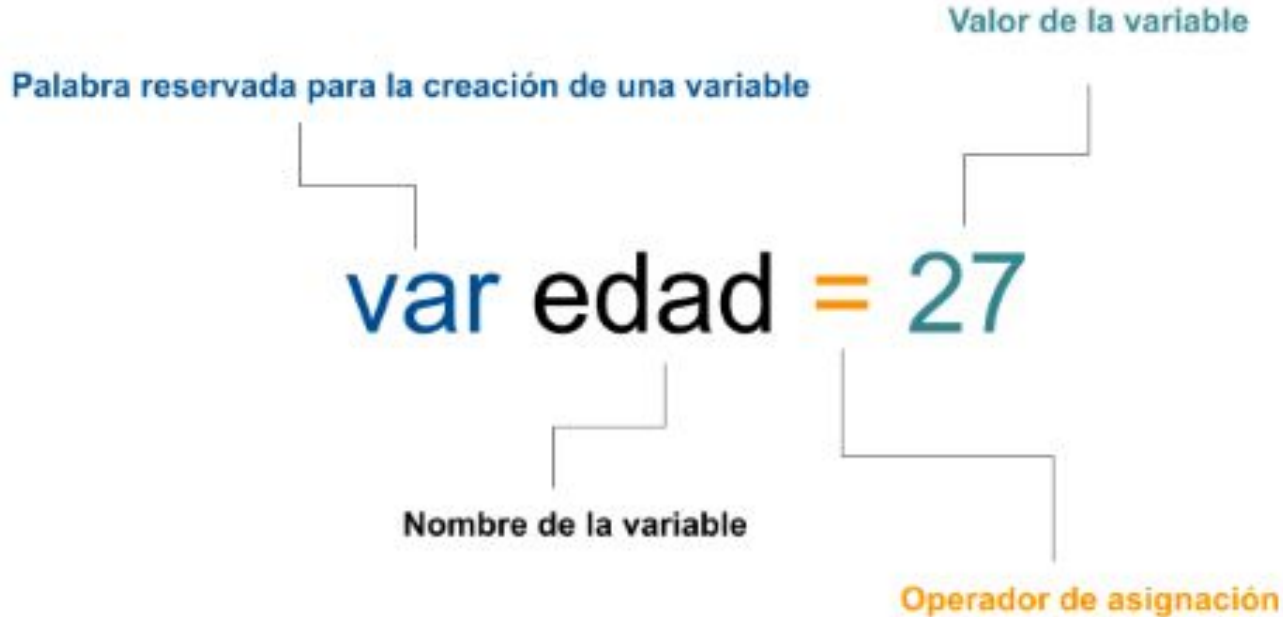 Valor de la variable
Palabra reservada para la creación de una variable
var edad = 27
Nombre de la variable
Operador de asignación